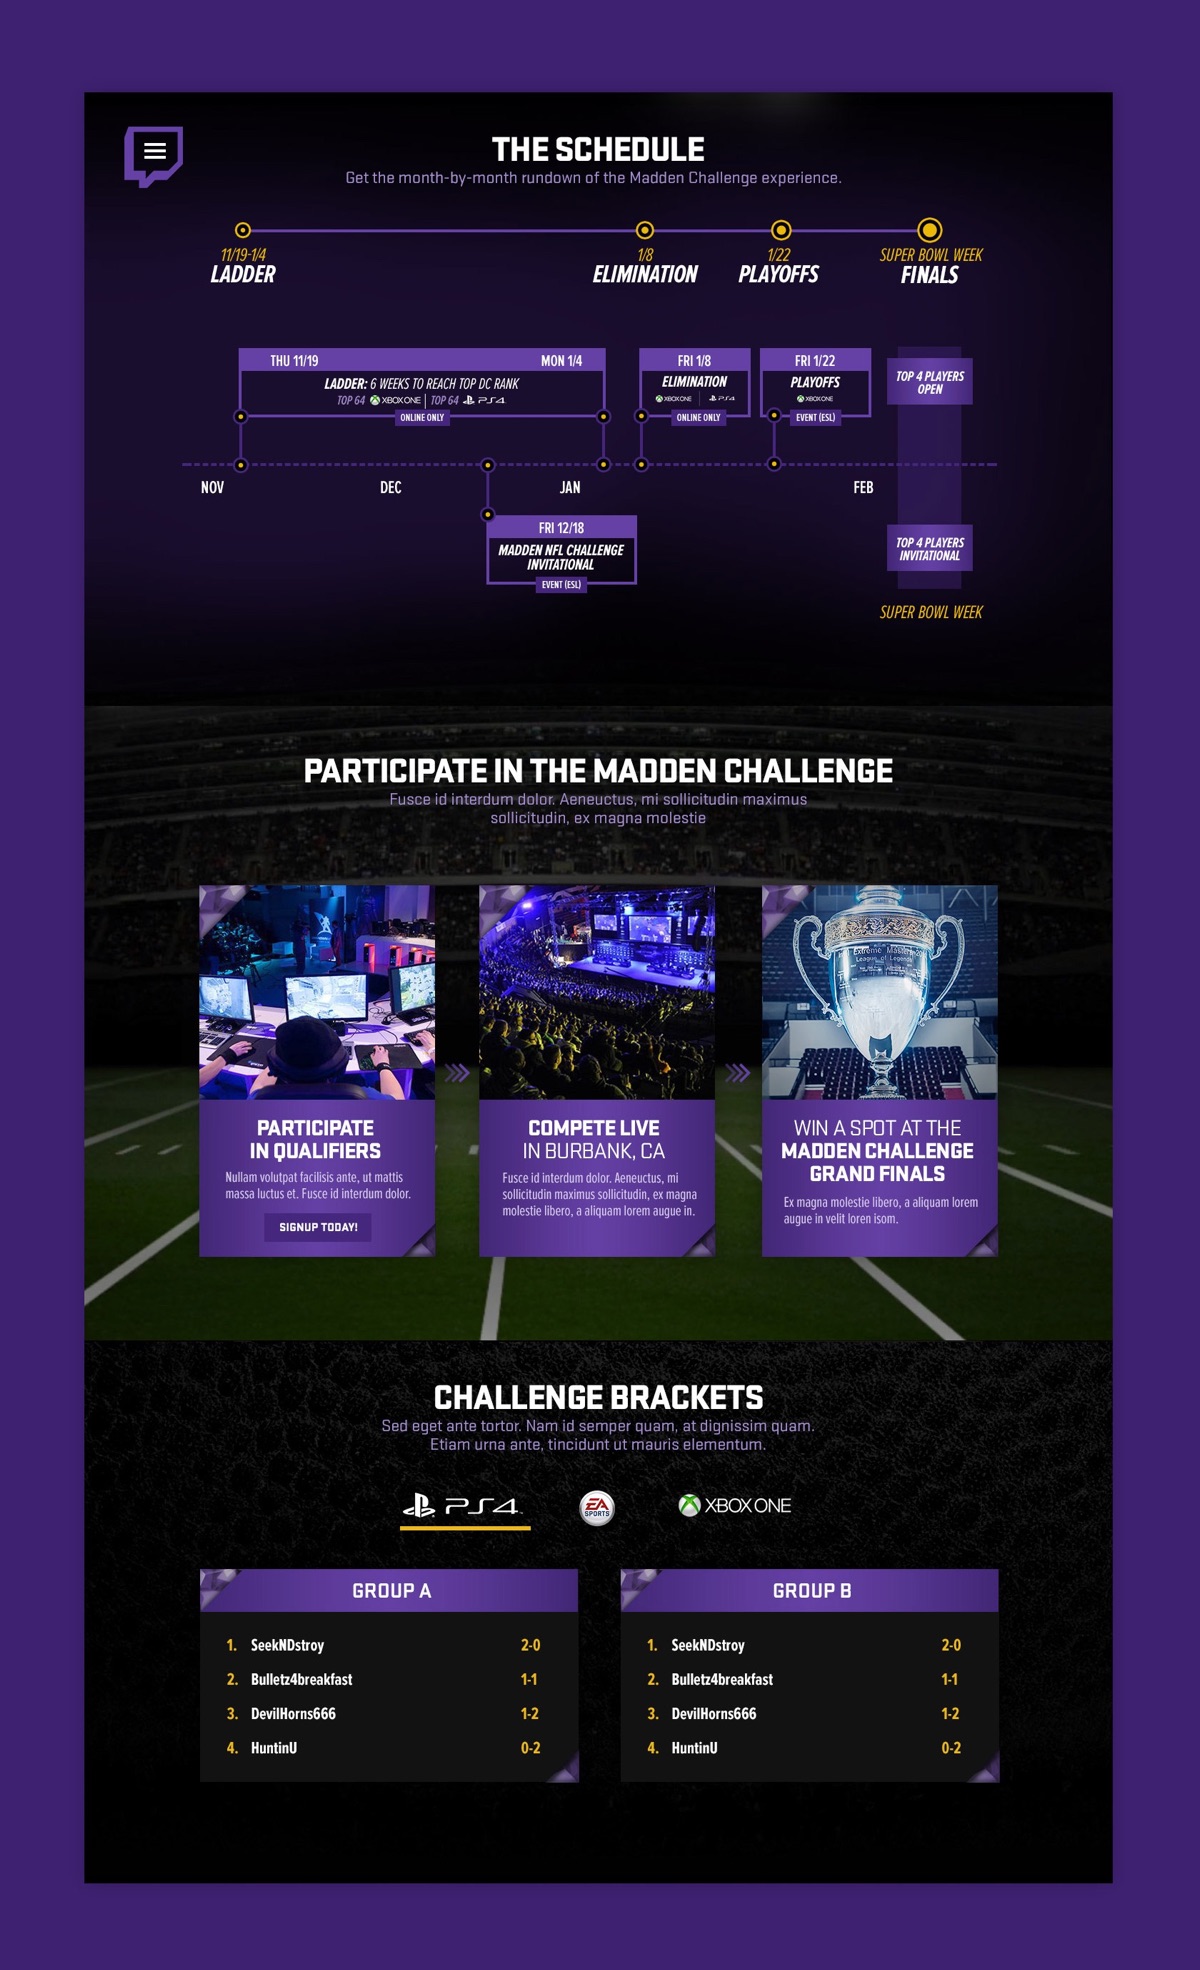 THE SCHEDULE
Get the month-by-month rundown of the Madden Challenge experience.
11/19-1/4
LADDER
1/8
ELIMINATION
1/22
PLAYOFFS
SUPER BOWL WEEK
FINALS
THU 11/19 MON 1/4
LADDER: 6 WEEKS TO REACH TOP DC RANK
TOP 64 XBOX ONE TOP 64 PS4
ONLINE ONLY
FRI 1/8
ELIMINATION
XBOX ONE PS4
ONLINE ONLY
FRI 1/22
PLAYOFFS
XBOX ONE
EVENT (ESL)
TOP 4 PLAYERS
OPEN
NOV DEC JAN FEB
FRI 12/18
MADDEN NFL CHALLENGE
INVITATIONAL
EVENT (ESL)
TOP 4 PLAYERS
INVITATIONAL
SUPER BOWL WEEK
PARTICIPATE IN THE MADDEN CHALLENGE
Fusce id interdum dolor. Aeneuctus, mi sollicitudin maximus
sollicitudin, ex magna molestie
Extreme Masters
League of Legends
PARTICIPATE
IN QUALIFIERS
Nullam volutpat facilisis ante, ut mattis
massa luctus et. Fusce id interdum dolor.
SIGNUP TODAY!
COMPETE LIVE
IN BURBANK, CA
Fusce id interdum dolor. Aeneuctus, mi
sollicitudin maximus sollicitudin, ex magna
molestie libero, a aliquam lorem augue in.
WIN A SPOT AT THE
MADDEN CHALLENGE
GRAND FINALS
Ex magna molestie libero, a aliquam lorem
augue in velit loren isom.
CHALLENGE BRACKETS
Sed eget ante tortor. Nam id semper quam, at dignissim quam.
Etiam urna ante, tincidunt ut mauris elementum.
PS4 EA SPORTS XBOX ONE
GROUP A
1. SeekNDstroy 2-0
2. Bulletz4breakfast 1-1
3. DevilHorns666 1-2
4. HuntinU 0-2
GROUP B
1. SeekNDstroy 2-0
2. Bulletz4breakfast 1-1
3. DevilHorns666 1-2
4. HuntinU 0-2